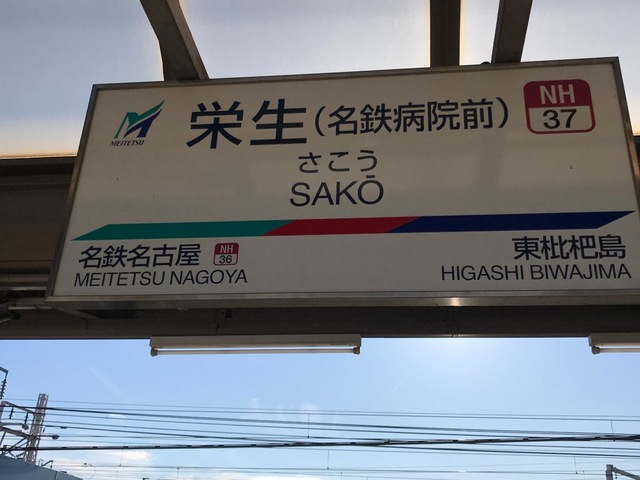 MEITETSU
栄生(名鉄病院前)
NH
37
さこう
SAKŌ
名鉄名古屋
NH
36
MEITETSU NAGOYA
東枇杷島
HIGASHI BIWAJIMA